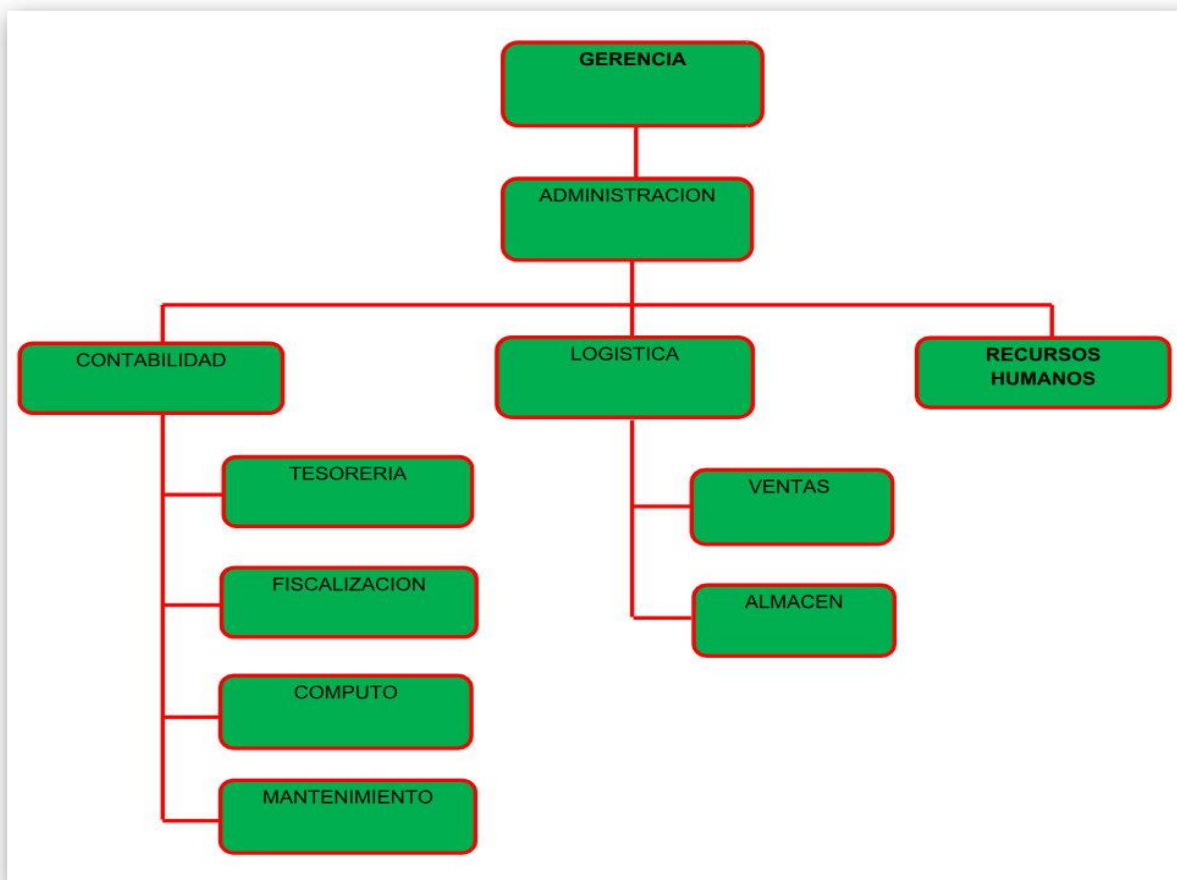 GERENCIA
ADMINISTRACION
CONTABILIDAD
LOGISTICA
RECURSOS
HUMANOS
TESORERIA
VENTAS
FISCALIZACION
ALMACEN
COMPUTO
MANTENIMIENTO